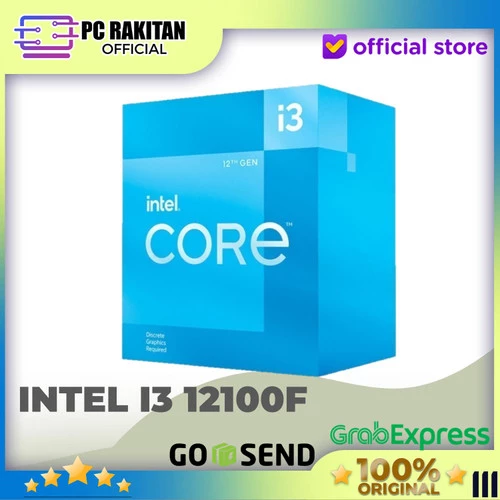 PC RAKITAN
OFFICIAL
official store
i3
12TH GEN
intel.
CORE™
Discrete
Graphics
Required
INTEL I3 12100F
GO SEND
GrabExpress
100%
ORIGINAL